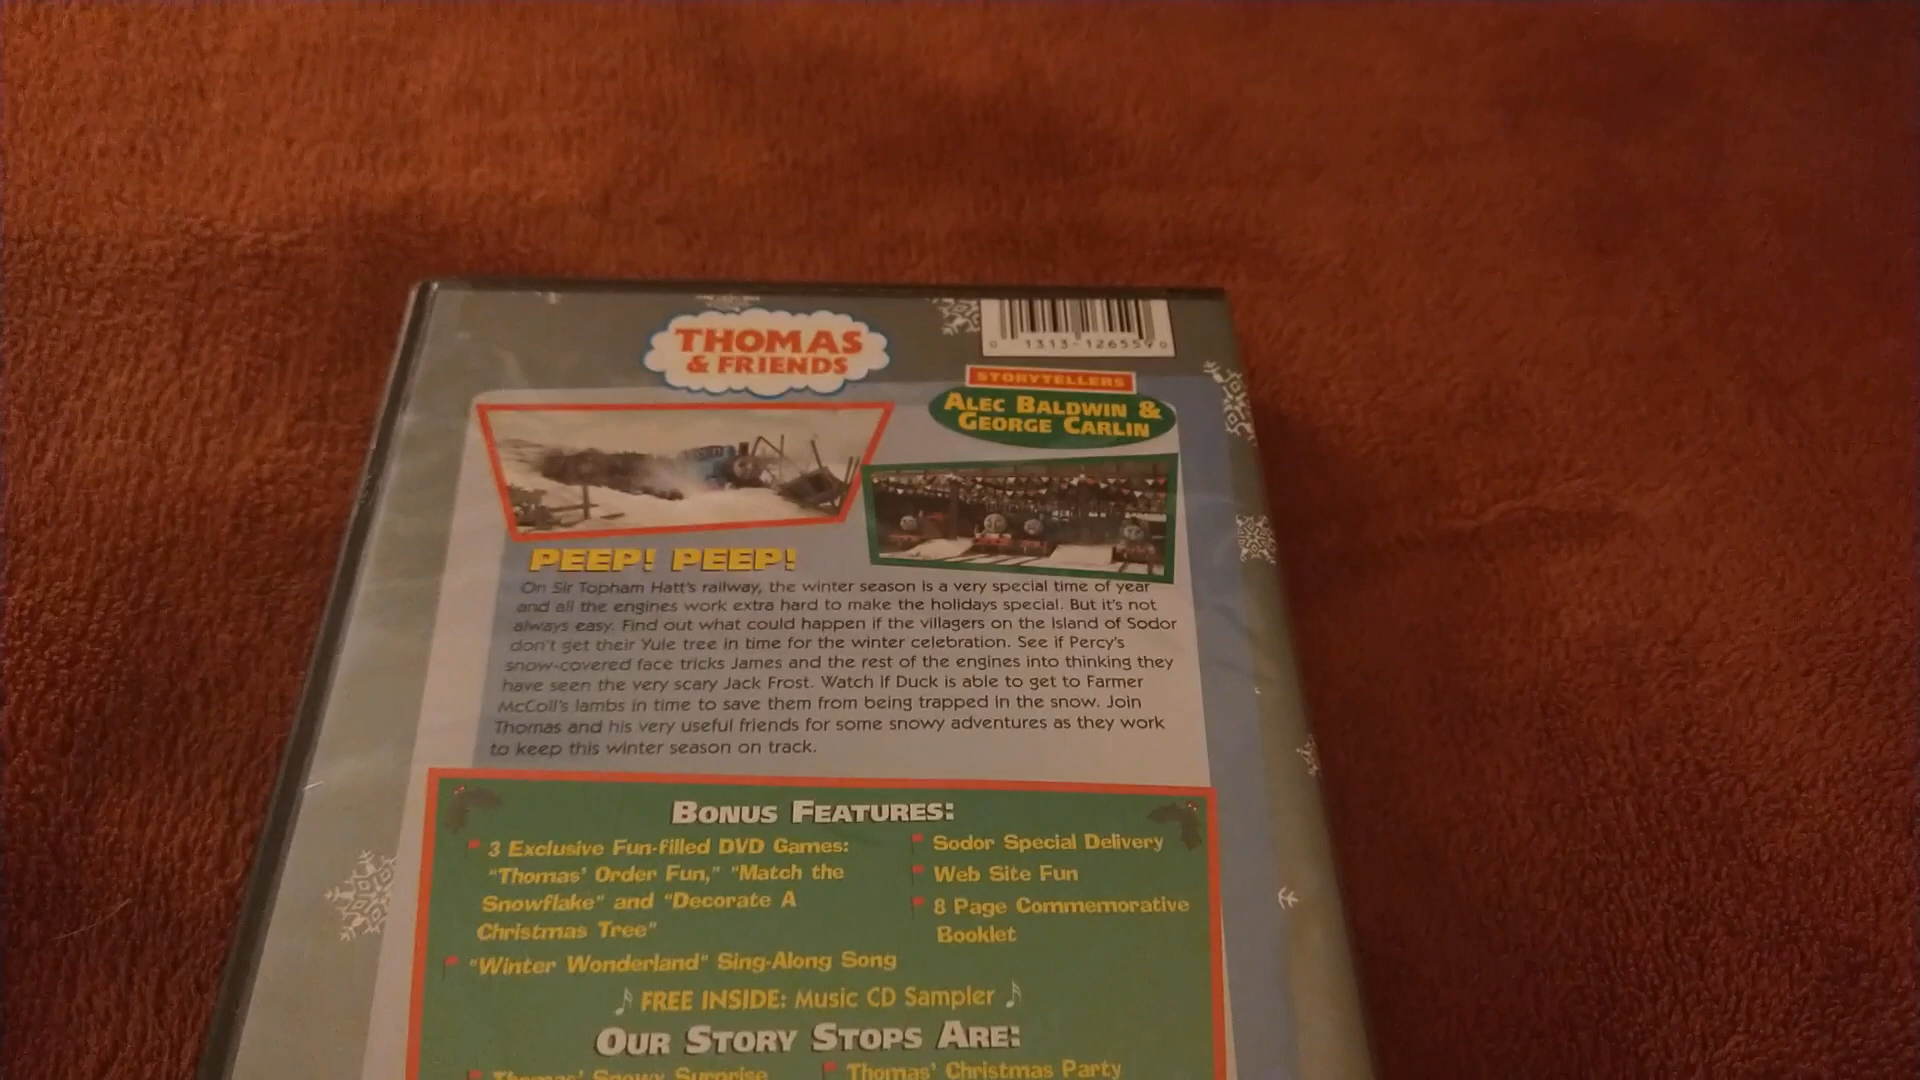 THOMAS
& FRIENDS
0 1313-12655 0
STORYTELLERS
ALEC BALDWIN &
GEORGE CARLIN
PEEP! PEEP!
On Sir Topham Hatt's railway, the winter season is a very special time of year
and all the engines work extra hard to make the holidays special. But it's not
always easy. Find out what could happen if the villagers on the Island of Sodor
don't get their Yule tree in time for the winter celebration. See if Percy's
snow-covered face tricks James and the rest of the engines into thinking they
have seen the very scary Jack Frost. Watch if Duck is able to get to Farmer
McColl's lambs in time to save them from being trapped in the snow. Join
Thomas and his very useful friends for some snowy adventures as they work
to keep this winter season on track.
BONUS FEATURES:
3 Exclusive Fun-filled DVD Games:
"Thomas' Order Fun," "Match the
Snowflake" and "Decorate A
Christmas Tree"
"Winter Wonderland" Sing-Along Song
Sodor Special Delivery
Web Site Fun
8 Page Commemorative
Booklet
♪ FREE INSIDE: Music CD Sampler ♪
OUR STORY STOPS ARE:
Thomas' Snowy Surprise
Thomas' Christmas Party